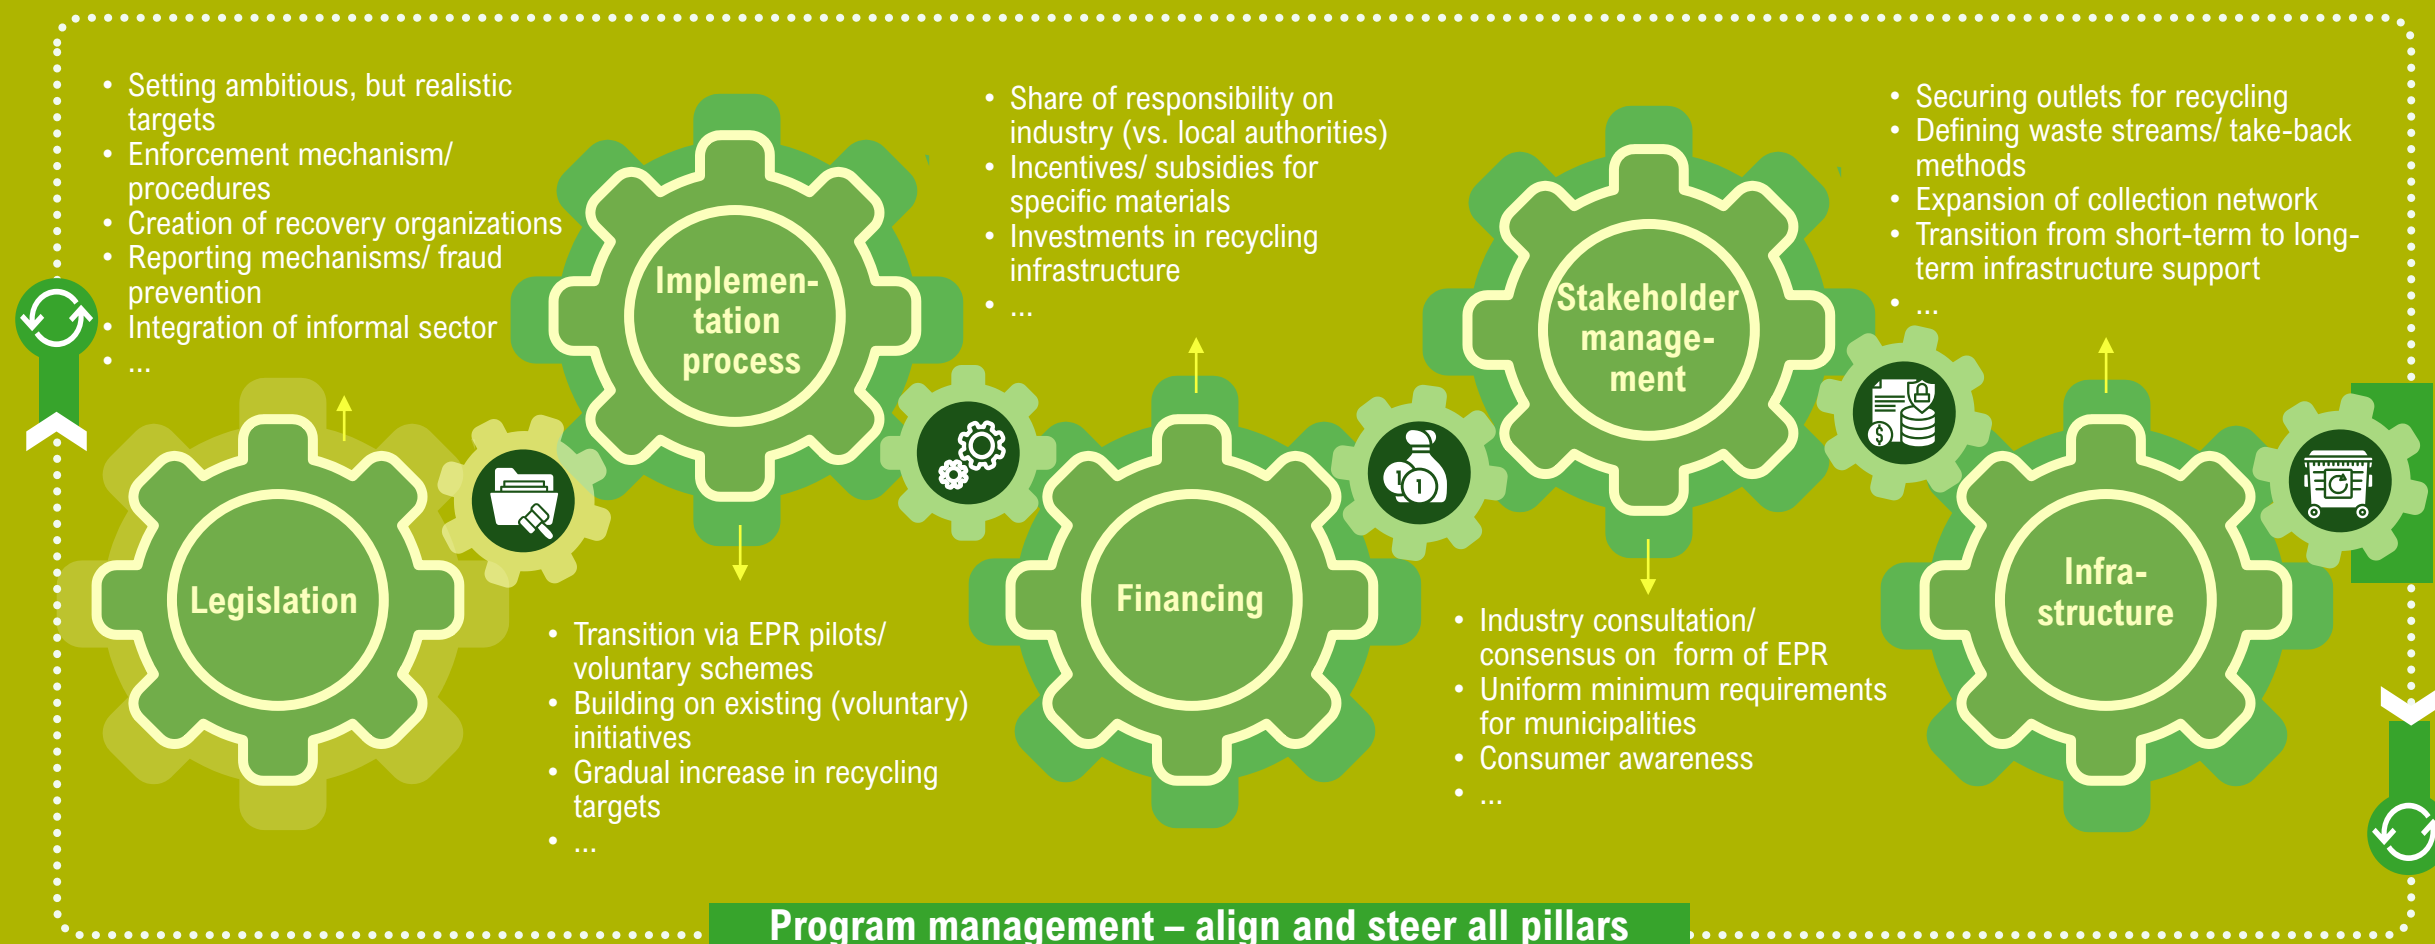 • Setting ambitious, but realistic
targets
• Enforcement mechanism/
procedures
• Creation of recovery organizations
• Reporting mechanisms/ fraud
prevention
• Integration of informal sector
• ...
Legislation
Implemen-
tation
process
• Transition via EPR pilots/
voluntary schemes
• Building on existing (voluntary)
initiatives
• Gradual increase in recycling
targets
• ...
• Share of responsibility on
industry (vs. local authorities)
• Incentives/ subsidies for
specific materials
• Investments in recycling
infrastructure
• ...
Financing
1
1
Stakeholder
manage-
ment
• Industry consultation/
consensus on form of EPR
• Uniform minimum requirements
for municipalities
• Consumer awareness
• ...
$
• Securing outlets for recycling
• Defining waste streams/ take-back
methods
• Expansion of collection network
• Transition from short-term to long-
term infrastructure support
• ...
Infra-
structure
Program management – align and steer all pillars